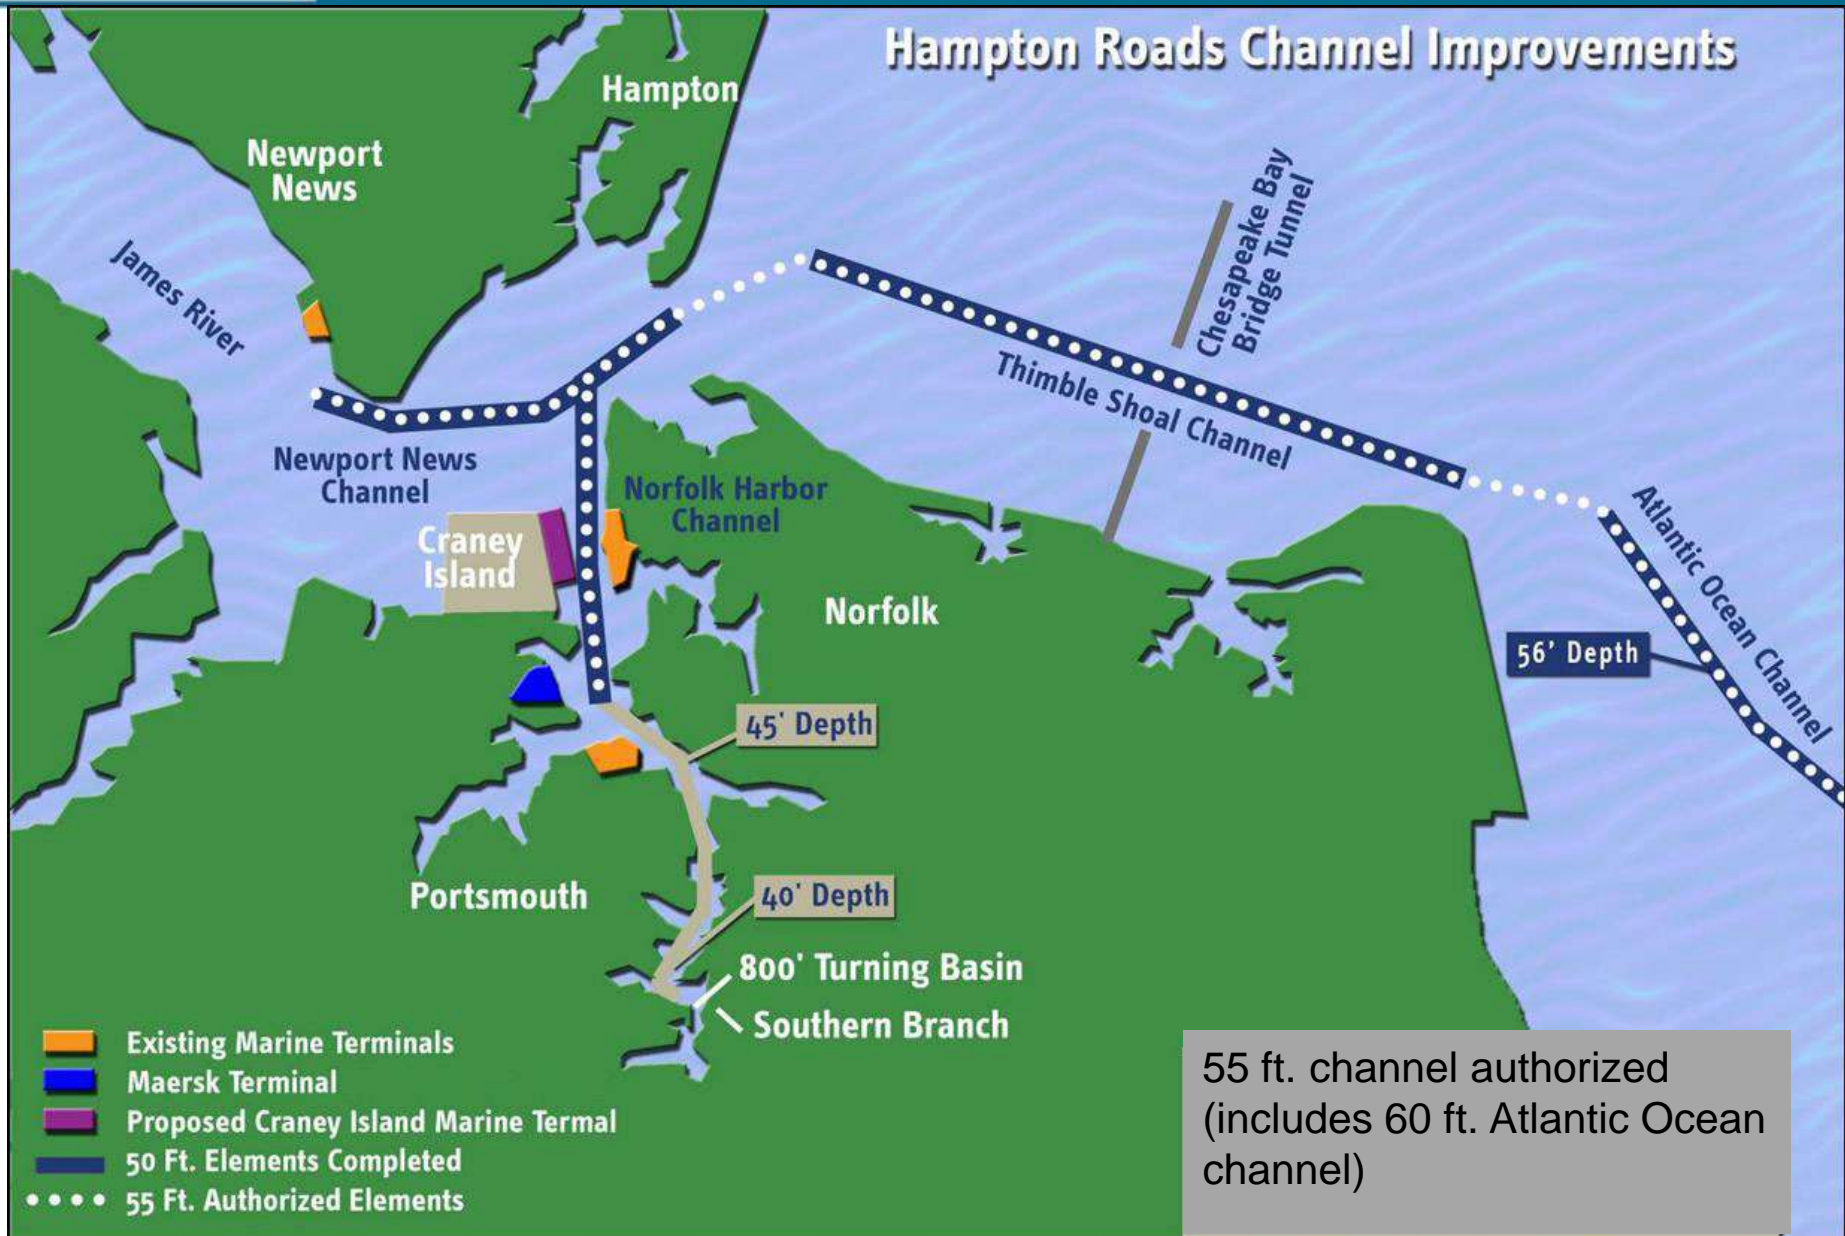 Hampton Roads Channel Improvements
Hampton
Newport
News
James River
Chesapeake Bay
Bridge Tunnel
Thimble Shoal Channel
Newport News
Channel
Norfolk Harbor
Channel
Craney
Island
Atlantic Ocean Channel
Norfolk
56' Depth
45' Depth
Portsmouth
40' Depth
800' Turning Basin
Southern Branch
Existing Marine Terminals
Maersk Terminal
Proposed Craney Island Marine Termal
50 Ft. Elements Completed
55 Ft. Authorized Elements
55 ft. channel authorized
(includes 60 ft. Atlantic Ocean
channel)